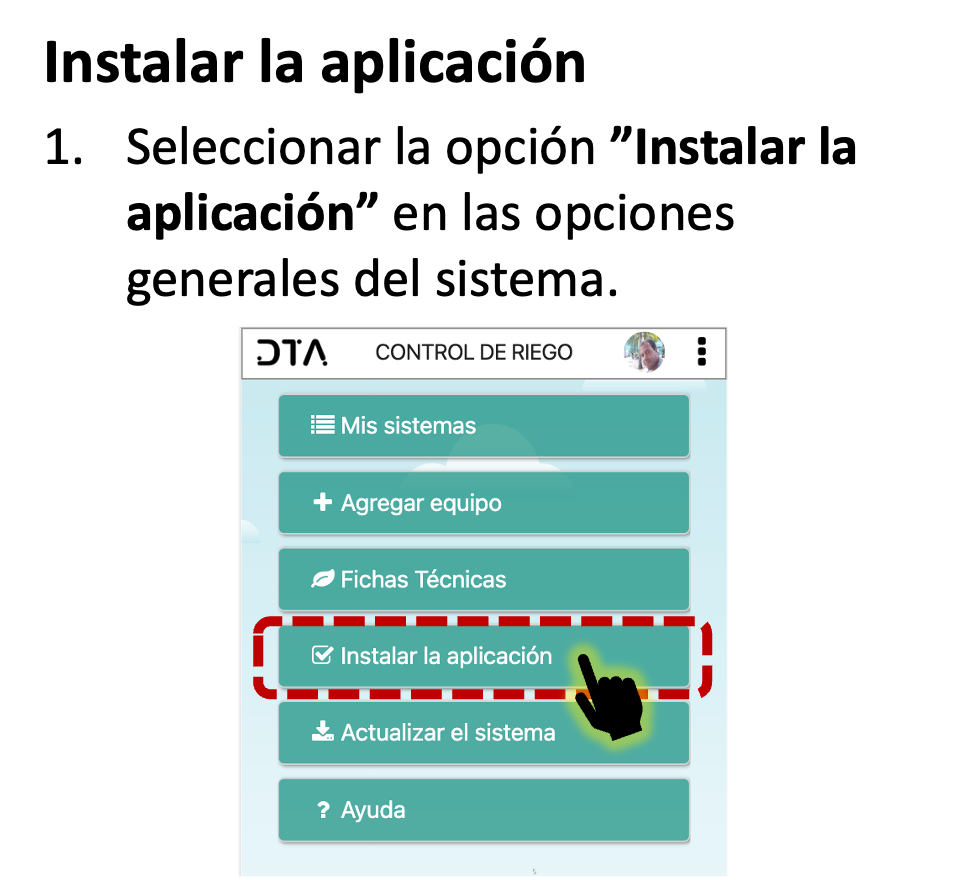 Instalar la aplicación
1. Seleccionar la opción ”Instalar la
aplicación” en las opciones
generales del sistema.
DTA CONTROL DE RIEGO
Mis sistemas
Agregar equipo
Fichas Técnicas
Instalar la aplicación
Actualizar el sistema
? Ayuda